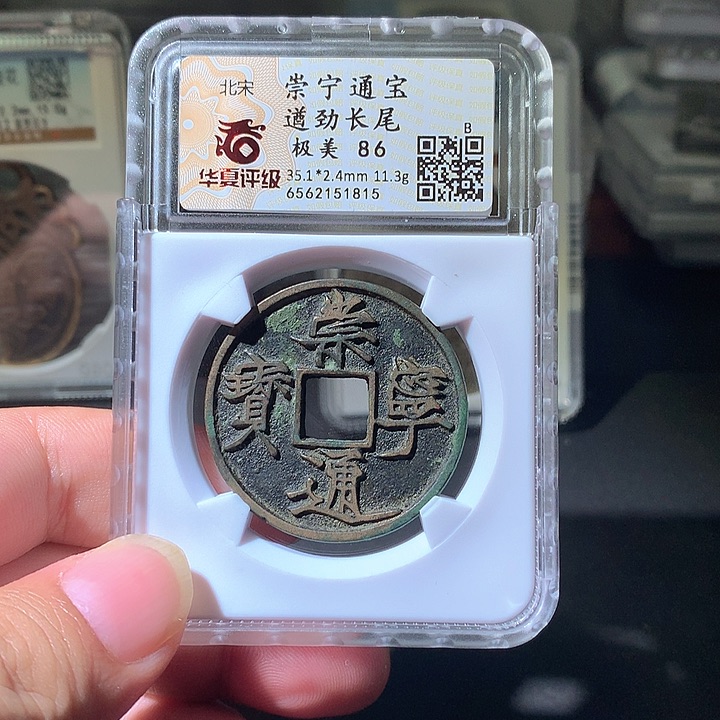 北宋
崇宁通宝
遒劲长尾
极美 86
华夏评级
35.1*2.4mm 11.3g
6562151815
B
崇寧通寶